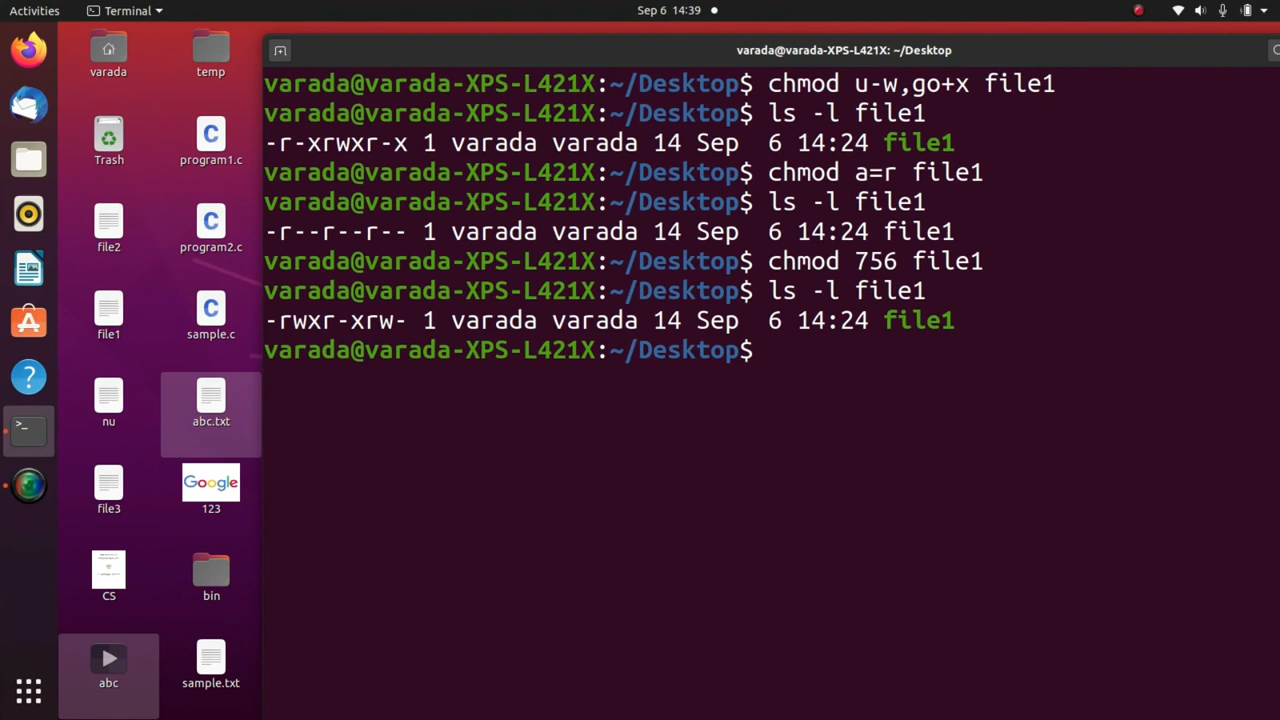 Activities
Terminal
Sep 6 14:39
varada@varada-XPS-L421X: ~/Desktop
varada
temp
Trash
program1.c
file2
program2.c
file1
sample.c
nu
abc.txt
file3
Google
123
CS
bin
abc
sample.txt
varada@varada-XPS-L421X:~/Desktop$ chmod u-w,go+x file1
varada@varada-XPS-L421X:~/Desktop$ ls -l file1
-r-xrwxr-x 1 varada varada 14 Sep  6 14:24 file1
varada@varada-XPS-L421X:~/Desktop$ chmod a=r file1
varada@varada-XPS-L421X:~/Desktop$ ls -l file1
-r--r--r-- 1 varada varada 14 Sep  6 14:24 file1
varada@varada-XPS-L421X:~/Desktop$ chmod 756 file1
varada@varada-XPS-L421X:~/Desktop$ ls -l file1
-rwxr-xrw- 1 varada varada 14 Sep  6 14:24 file1
varada@varada-XPS-L421X:~/Desktop$